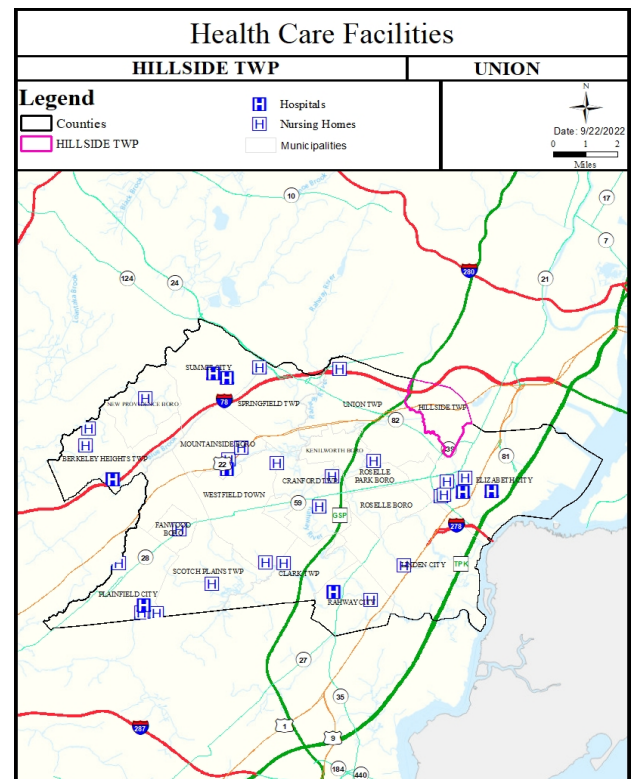 Health Care Facilities
HILLSIDE TWP
UNION
Legend
Counties
HILLSIDE TWP
H Hospitals
H Nursing Homes
Municipalities
N
Date: 9/22/2022
0 1 2
Miles
10
17
7
280
21
124
24
SUMMIT CITY
78
SPRINGFIELD TWP
UNION TWP
HILLSIDE TWP
NEW PROVIDENCE BORO
82
439
81
MOUNTAINSIDE BORO
KENILWORTH BORO
BERKELEY HEIGHTS TWP
22
CRANFORD TWP
ROSELLE
PARK BORO
ELIZABETH CITY
WESTFIELD TOWN
59
ROSELLE BORO
GSP
278
FANWOOD
BORO
28
SCOTCH PLAINS TWP
CLARK TWP
LINDEN CITY
TPK
PLAINFIELD CITY
RAHWAY CITY
27
35
287
1
9
184
440